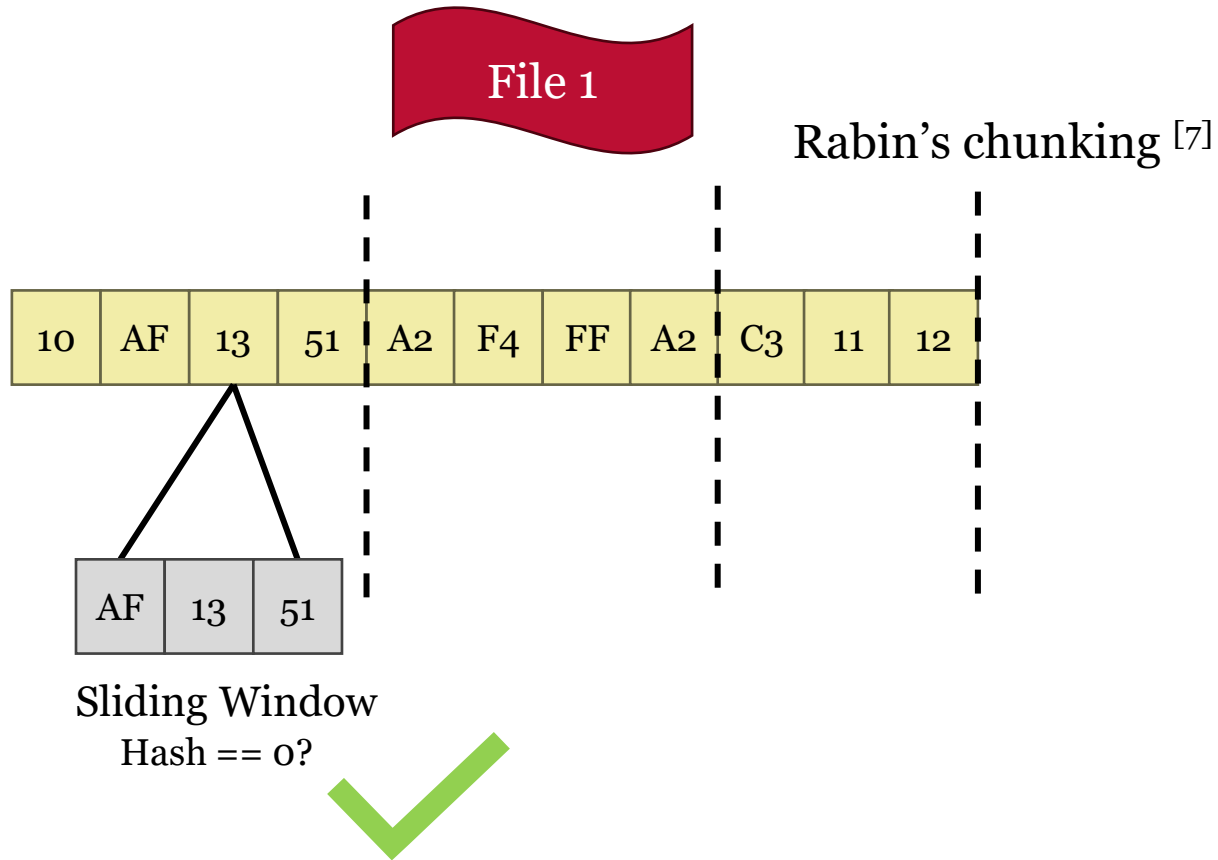 File 1
Rabin's chunking [7]
10 AF 13 51 A2 F4 FF A2 C3 11 12
AF 13 51
Sliding Window
Hash == 0?